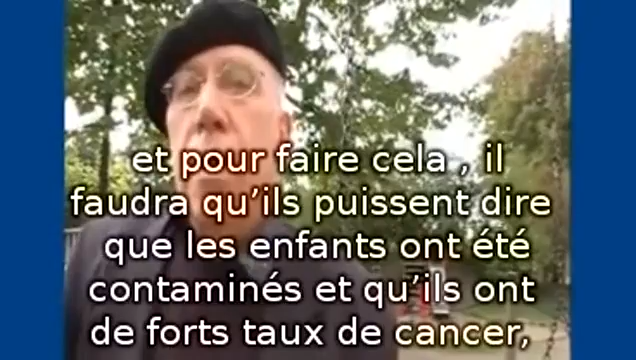 et pour faire cela , il
faudra qu’ils puissent dire
que les enfants ont été
contaminés et qu’ils ont
de forts taux de cancer,